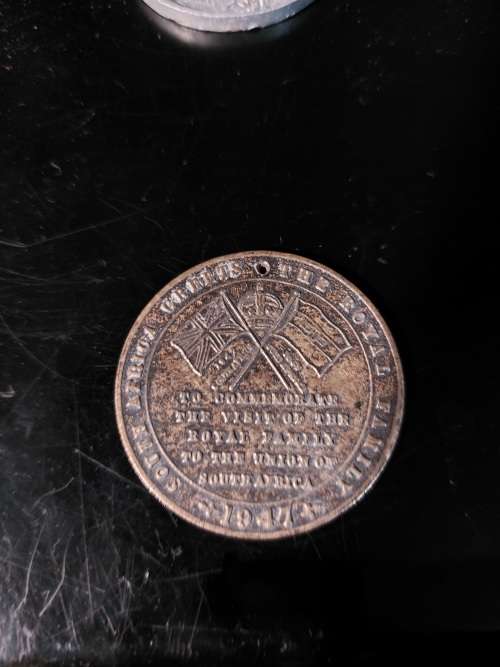 SOUTH AFRICA GREETS THE ROYAL FAMILY
TO COMMEMORATE
THE VISIT OF THE
ROYAL FAMILY
TO THE UNION OF
SOUTH AFRICA
1947